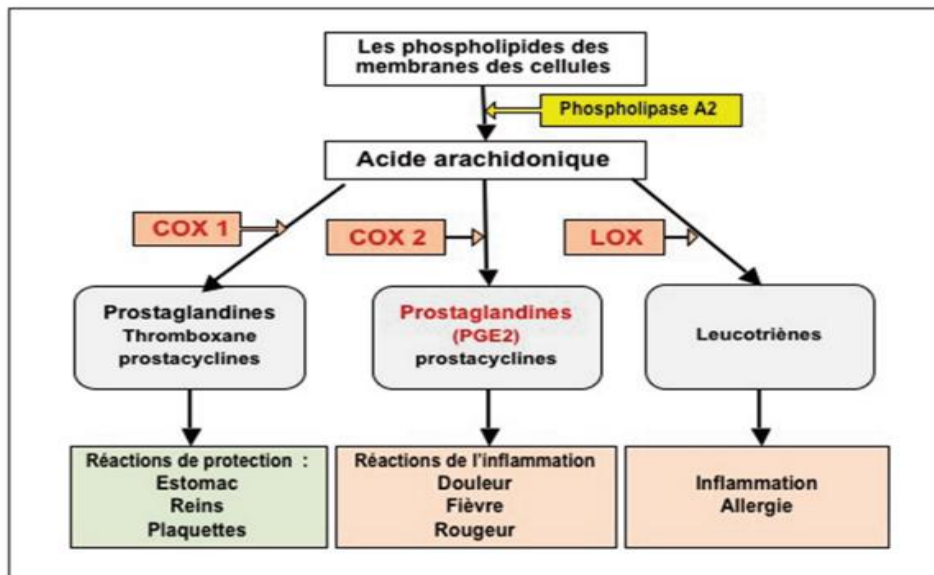 Les phospholipides des
membranes des cellules
Phospholipase A2
Acide arachidonique
COX 1
COX 2
LOX
Prostaglandines
Thromboxane
prostacyclines
Prostaglandines
(PGE2)
prostacyclines
Leucotriènes
Réactions de protection :
Estomac
Reins
Plaquettes
Réactions de l'inflammation
Douleur
Fièvre
Rougeur
Inflammation
Allergie